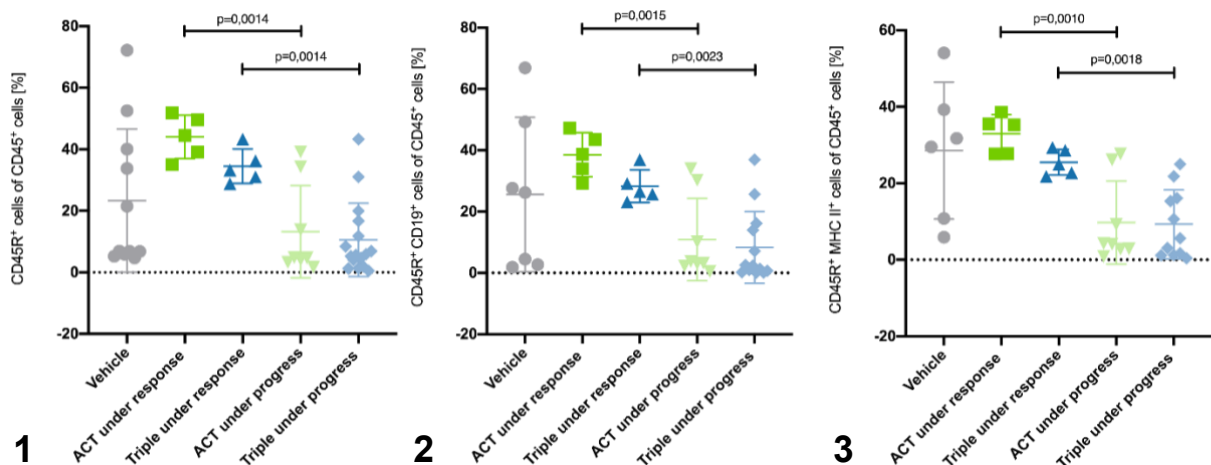 CD45R⁺ cells of CD45⁺ cells [%]
80
60
40
20
0
-20
p=0,0014
p=0,0014
Vehicle
ACT under response
Triple under response
ACT under progress
Triple under progress
1
CD45R⁺ CD19⁺ cells of CD45⁺ cells [%]
80
60
40
20
0
-20
p=0,0015
p=0,0023
Vehicle
ACT under response
Triple under response
ACT under progress
Triple under progress
2
CD45R⁺ MHC II⁺ cells of CD45⁺ cells [%]
60
40
20
0
-20
p=0,0010
p=0,0018
Vehicle
ACT under response
Triple under response
ACT under progress
Triple under progress
3